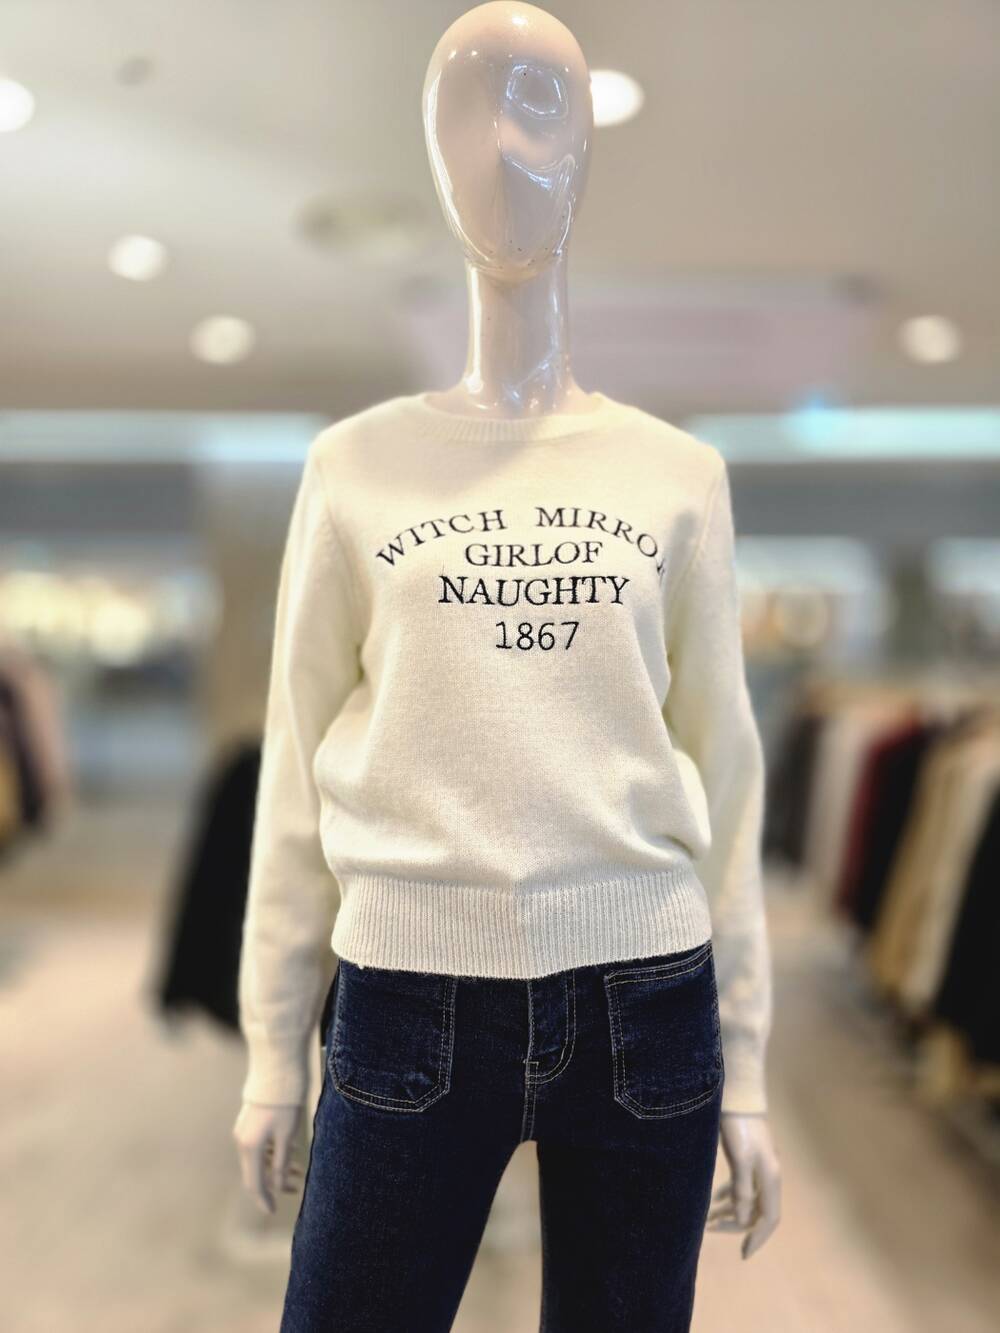 WITCH MIRROR
GIRLOF
NAUGHTY
1867